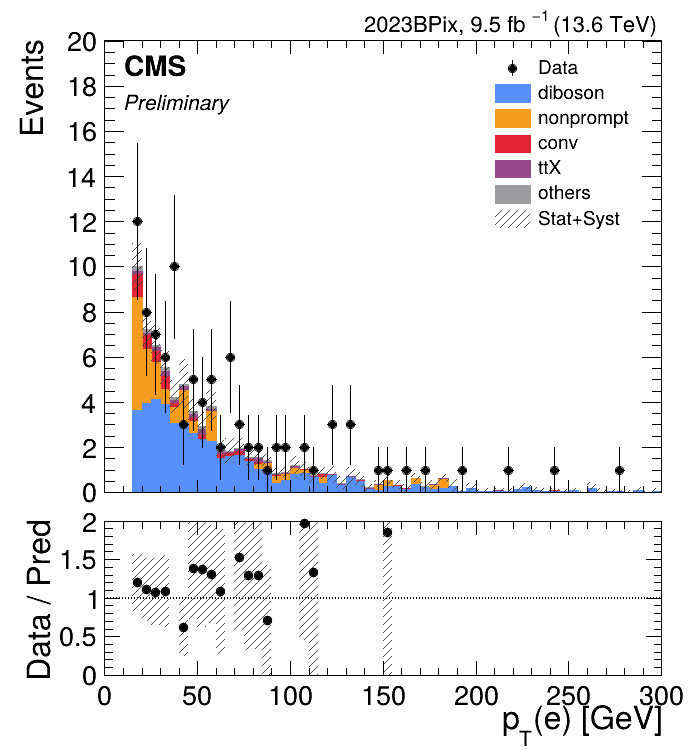 2023BPix, 9.5 fb⁻¹ (13.6 TeV)
Events
20
18
16
14
12
10
8
6
4
2
0
CMS
Preliminary
Data
diboson
nonprompt
conv
ttX
others
Stat+Syst
Data / Pred
2
1.5
1
0.5
0
0 50 100 150 200 250 300
p_T(e) [GeV]